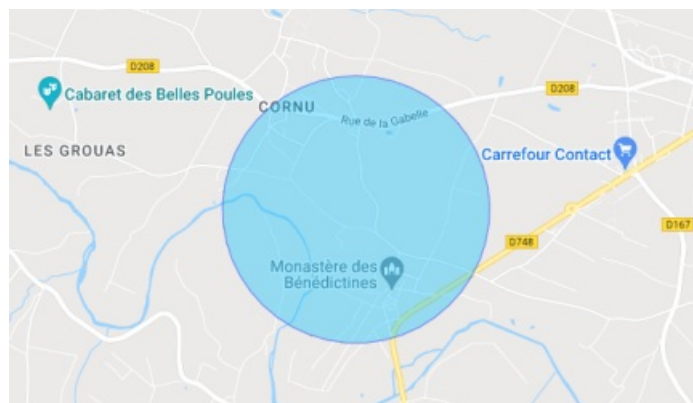 D208
Cabaret des Belles Poules
CORNU
Rue de la Gabelle
D208
LES GROUAS
Carrefour Contact
D167
D748
Monastère des
Bénédictines